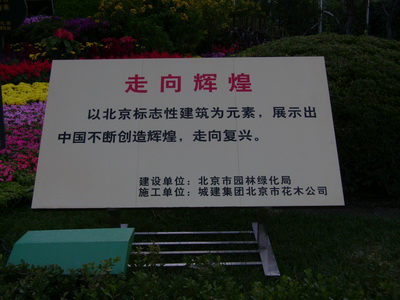 走向辉煌
以北京标志性建筑为元素，展示出
中国不断创造辉煌，走向复兴。
建设单位：北京市园林绿化局
施工单位：城建集团北京市花木公司